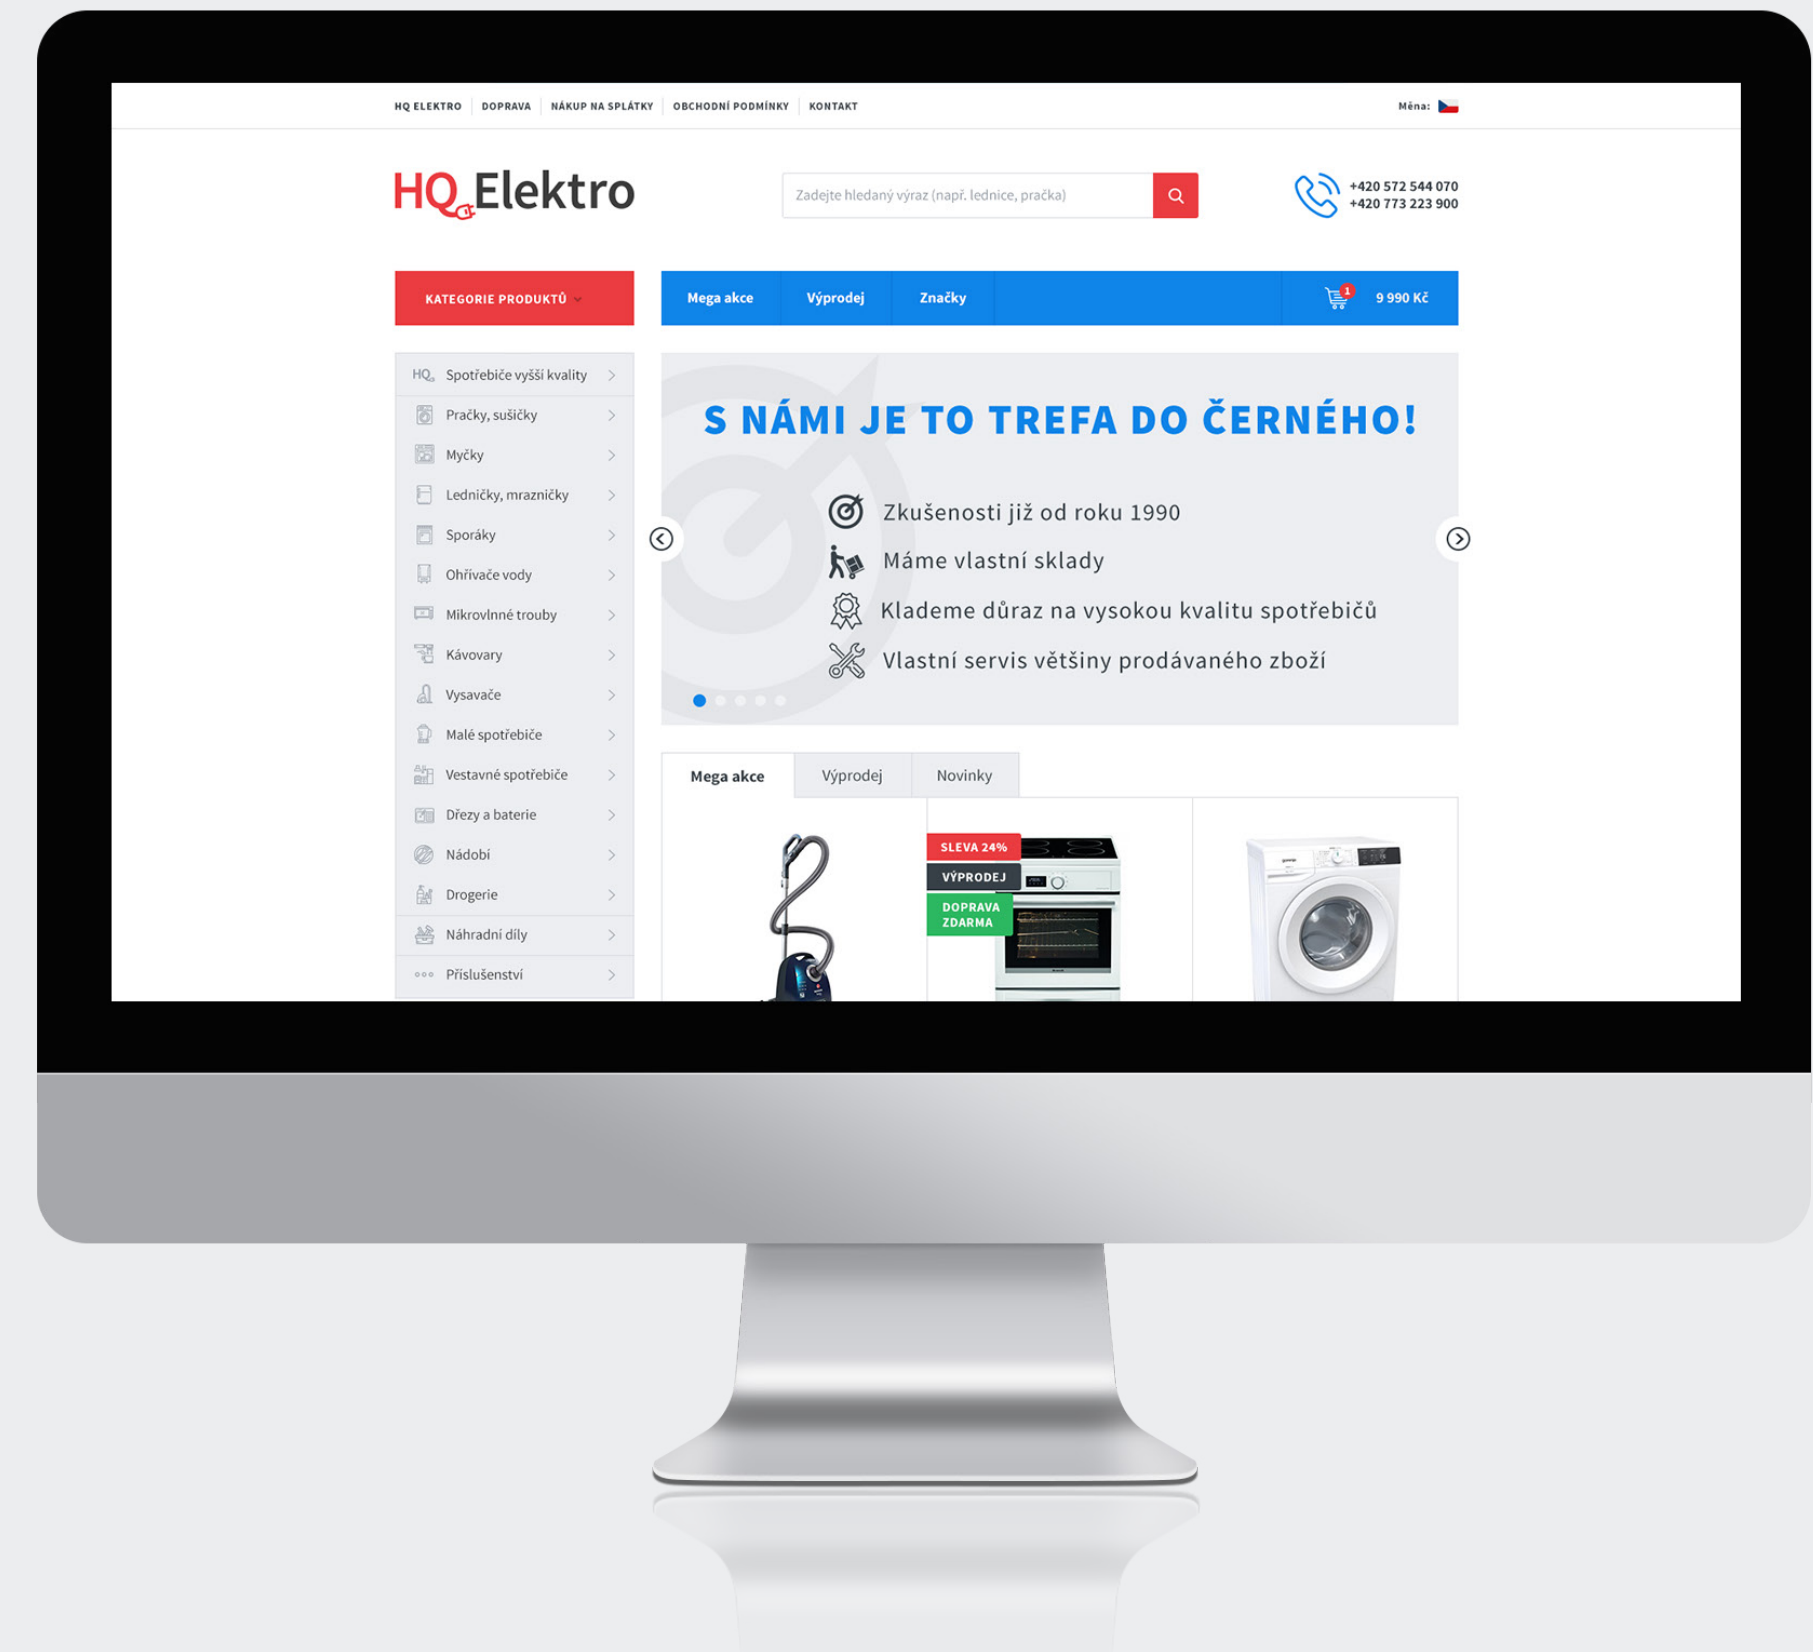 HQ ELEKTRO DOPRAVA NÁKUP NA SPLÁTKY OBCHODNÍ PODMÍNKY KONTAKT Měna:
HQ Elektro
Zadejte hledaný výraz (např. lednice, pračka)
+420 572 544 070
+420 773 223 900
KATEGORIE PRODUKTŮ
Mega akce Výprodej Značky 1 9 990 Kč
HQ Spotřebiče vyšší kvality
Pračky, sušičky
Myčky
Ledničky, mrazničky
Sporáky
Ohřívače vody
Mikrovlnné trouby
Kávovary
Vysavače
Malé spotřebiče
Vestavné spotřebiče
Dřezy a baterie
Nádobí
Drogerie
Náhradní díly
Příslušenství
S NÁMI JE TO TREFA DO ČERNÉHO!
Zkušenosti již od roku 1990
Máme vlastní sklady
Klademe důraz na vysokou kvalitu spotřebičů
Vlastní servis většiny prodávaného zboží
Mega akce Výprodej Novinky
SLEVA 24%
VÝPRODEJ
DOPRAVA
ZDARMA